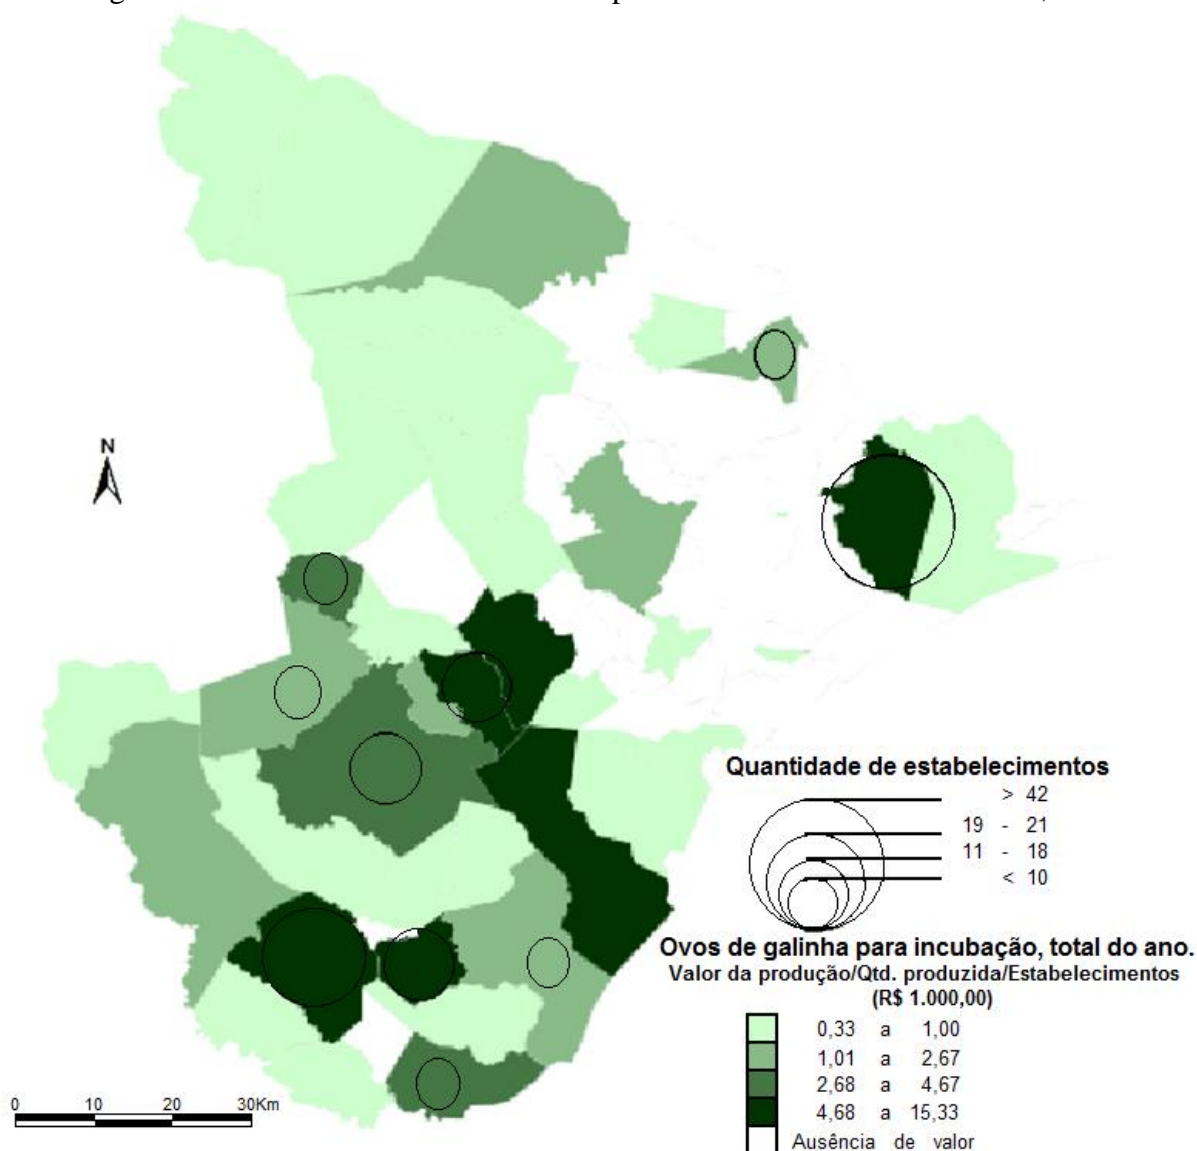 N
Quantidade de estabelecimentos
> 42
19 - 21
11 - 18
< 10
Ovos de galinha para incubação, total do ano.
Valor da produção/Qtd. produzida/Estabelecimentos
(R$ 1.000,00)
0,33 a 1,00
1,01 a 2,67
2,68 a 4,67
4,68 a 15,33
Ausência de valor
0 10 20 30Km